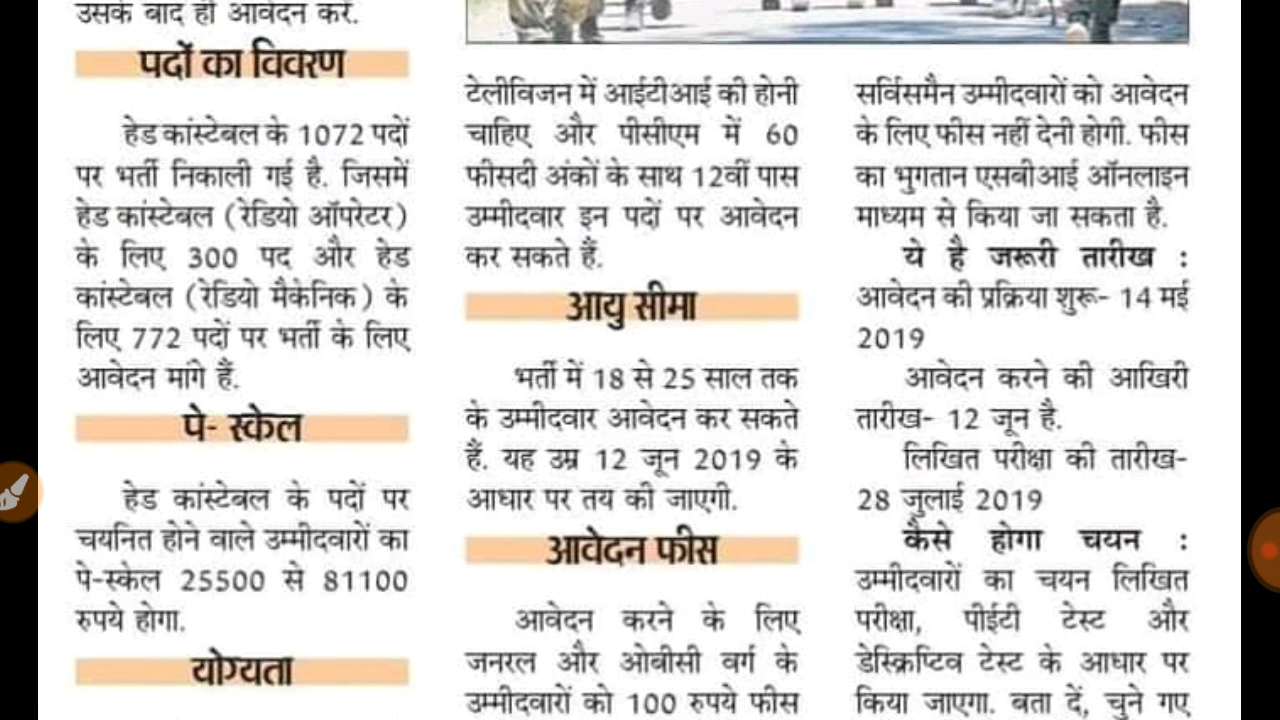 उसके बाद ही आवेदन करें.
पदों का विवरण
हेड कांस्टेबल के 1072 पदों
पर भर्ती निकाली गई है. जिसमें
हेड कांस्टेबल (रेडियो ऑपरेटर)
के लिए 300 पद और हेड
कांस्टेबल (रेडियो मैकेनिक) के
लिए 772 पदों पर भर्ती के लिए
आवेदन मांगे हैं.
पे- स्केल
हेड कांस्टेबल के पदों पर
चयनित होने वाले उम्मीदवारों का
पे-स्केल 25500 से 81100
रुपये होगा.
योग्यता
टेलीविजन में आईटीआई की होनी
चाहिए और पीसीएम में 60
फीसदी अंकों के साथ 12वीं पास
उम्मीदवार इन पदों पर आवेदन
कर सकते हैं.
आयु सीमा
भर्ती में 18 से 25 साल तक
के उम्मीदवार आवेदन कर सकते
हैं. यह उम्र 12 जून 2019 के
आधार पर तय की जाएगी.
आवेदन फीस
आवेदन करने के लिए
जनरल और ओबीसी वर्ग के
उम्मीदवारों को 100 रुपये फीस
सर्विसमैन उम्मीदवारों को आवेदन
के लिए फीस नहीं देनी होगी. फीस
का भुगतान एसबीआई ऑनलाइन
माध्यम से किया जा सकता है.
ये है जरूरी तारीख :
आवेदन की प्रक्रिया शुरू- 14 मई
2019
आवेदन करने की आखिरी
तारीख- 12 जून है.
लिखित परीक्षा की तारीख-
28 जुलाई 2019
कैसे होगा चयन :
उम्मीदवारों का चयन लिखित
परीक्षा, पीईटी टेस्ट और
डेस्क्रिप्टिव टेस्ट के आधार पर
किया जाएगा. बता दें, चुने गए